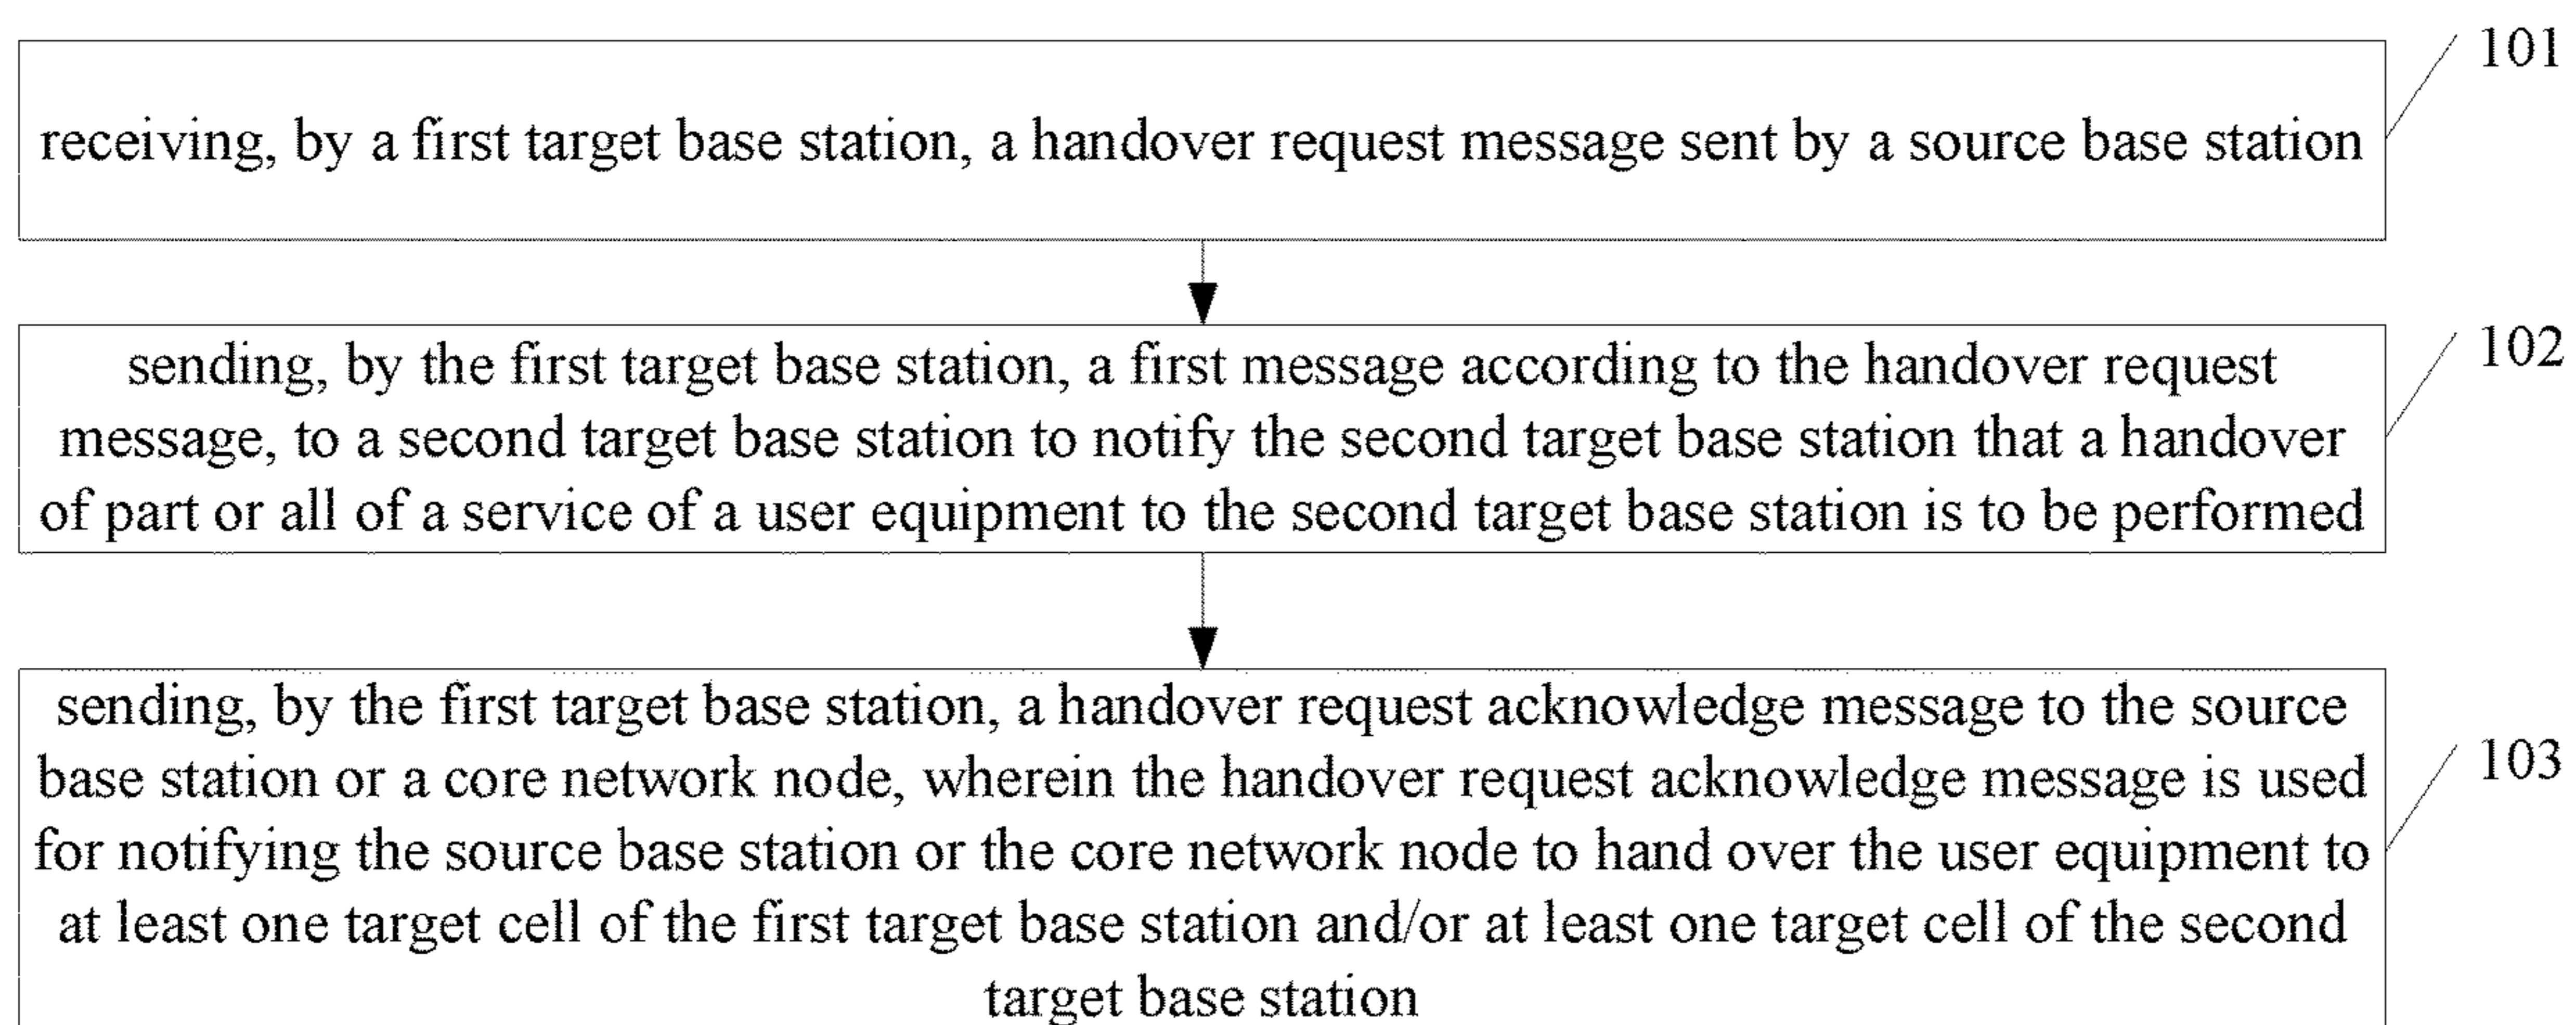 101
receiving, by a first target base station, a handover request message sent by a source base station
102
sending, by the first target base station, a first message according to the handover request
message, to a second target base station to notify the second target base station that a handover
of part or all of a service of a user equipment to the second target base station is to be performed
103
sending, by the first target base station, a handover request acknowledge message to the source
base station or a core network node, wherein the handover request acknowledge message is used
for notifying the source base station or the core network node to hand over the user equipment to
at least one target cell of the first target base station and/or at least one target cell of the second
target base station